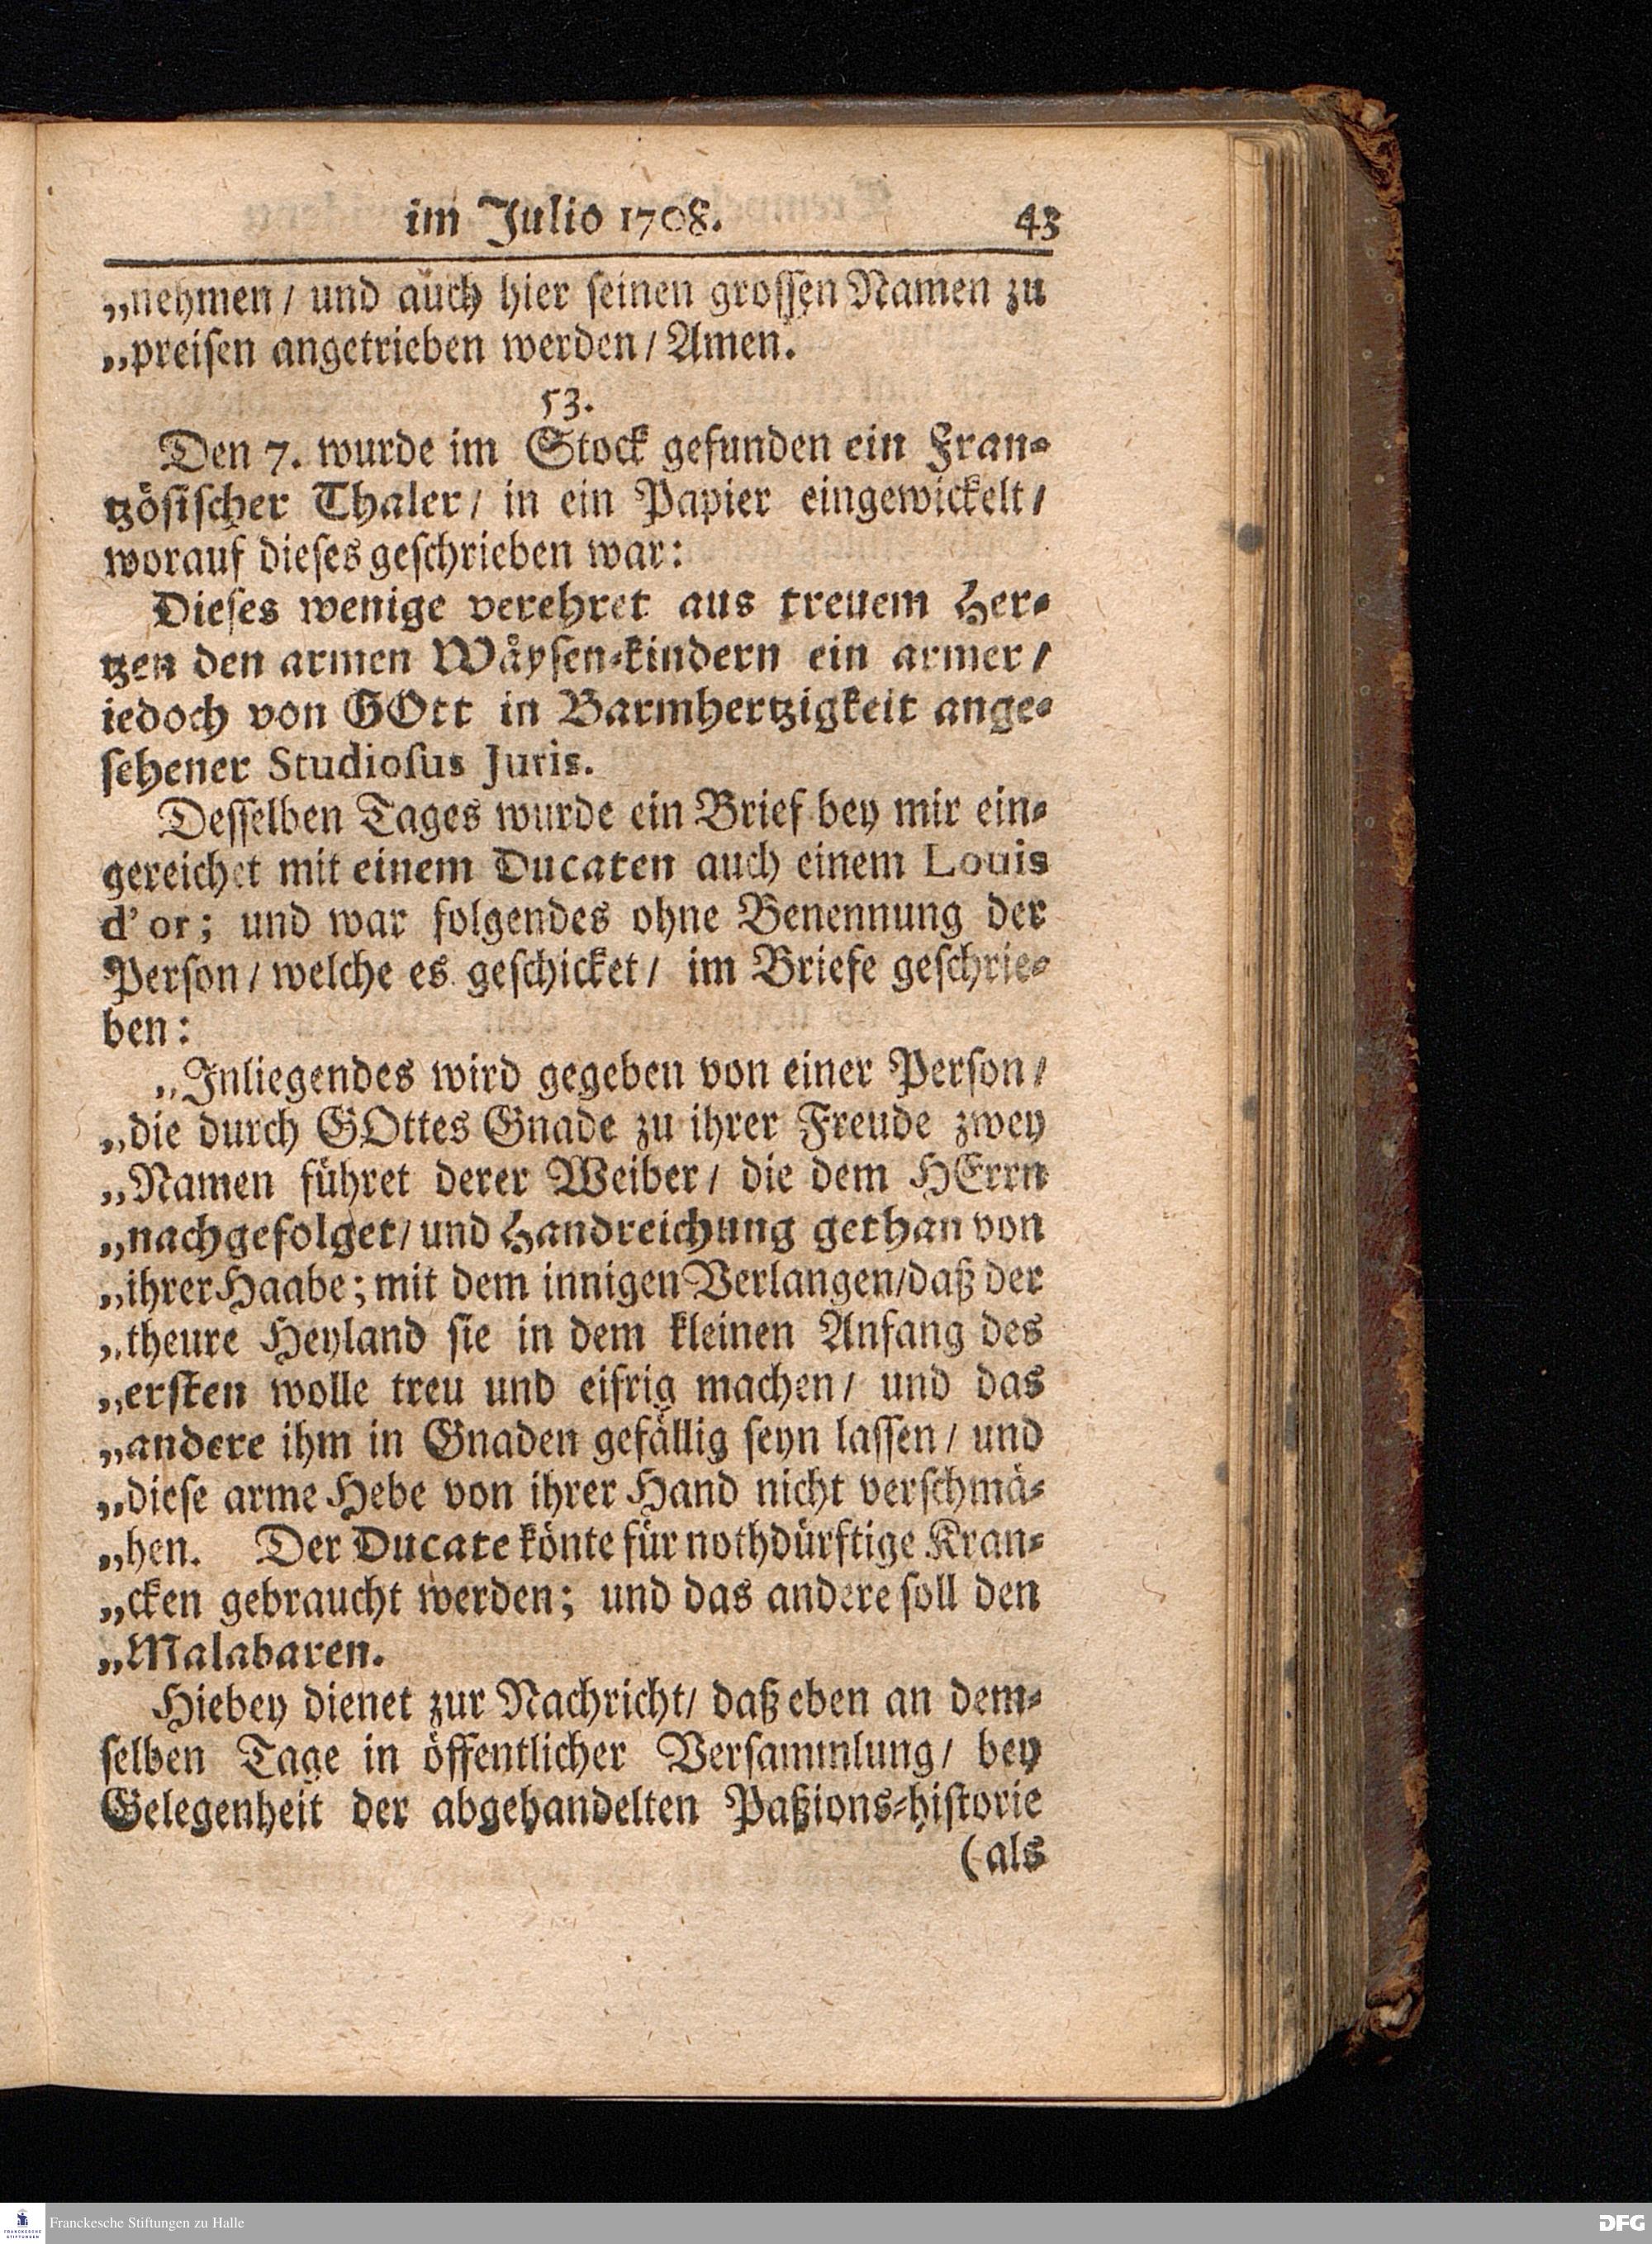 im Julio 1708. 43
„nehmen / und auch hier ſeinen groſſen Namen zu
„preiſen angetrieben werden / Amen.
53.
Den 7. wurde im Stock gefunden ein Fran⸗
tzöſiſcher Thaler / in ein Papier eingewickelt /
worauf dieſes geſchrieben war:
Dieſes wenige verehret aus treuem Her⸗
tzen den armen Wåyſen⸗kindern ein armer /
iedoch von GOtt in Barmhertzigkeit ange⸗
ſehener Studioſus Juris.
Deſſelben Tages wurde ein Brief bey mir ein⸗
gereichet mit einem Ducaten auch einem Louis
d' or; und war folgendes ohne Benennung der
Perſon / welche es geſchicket / im Briefe geſchrie⸗
ben:
„Inliegendes wird gegeben von einer Perſon /
„die durch GOttes Gnade zu ihrer Freude zwey
„Namen führet derer Weiber / die dem HErrn
„nachgefolget / und Handreichung gethan von
„ihrer Haabe; mit dem innigen Verlangen / daß der
„theure Heyland ſie in dem kleinen Anfang des
„erſten wolle treu und eifrig machen / und das
„andere ihm in Gnaden gefällig ſeyn laſſen / und
„dieſe arme Hebe von ihrer Hand nicht verſchmä⸗
„hen. Der Ducate könte für nothdürftige Kran⸗
„cken gebraucht werden; und das andere ſoll den
„Malabaren.
Hiebey dienet zur Nachricht / daß eben an dem⸗
ſelben Tage in öffentlicher Verſammlung / bey
Gelegenheit der abgehandelten Paßions⸗hiſtorie
(als
FRANCKESCHE STIFTUNGEN
Franckesche Stiftungen zu Halle
DFG